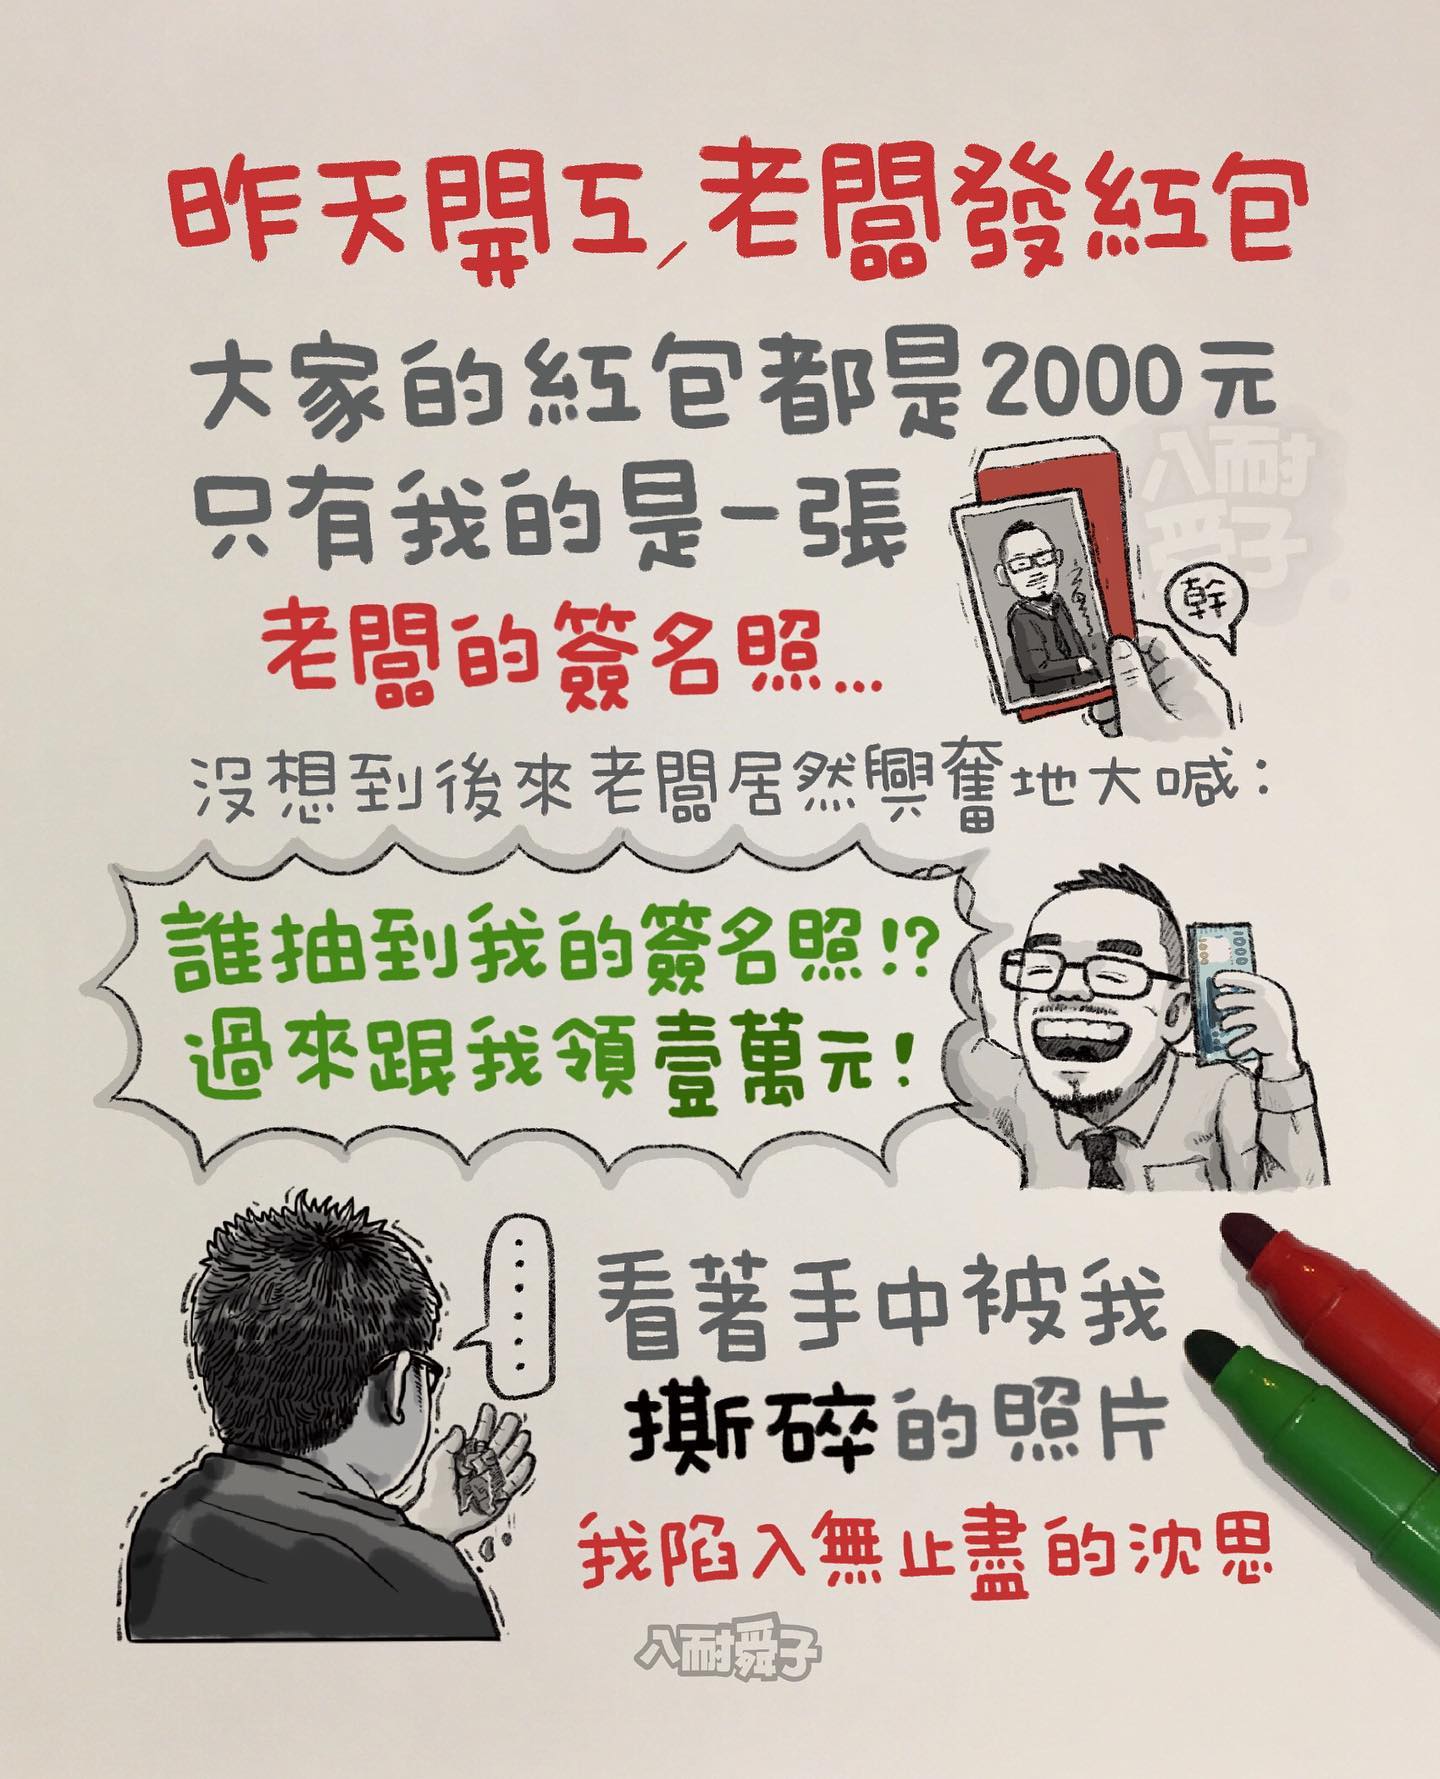 昨天開工,老闆發紅包
大家的紅包都是2000元
八耐
舜子
只有我的是一張
幹
老闆的簽名照...
沒想到後來老闆居然興奮地大喊:
誰抽到我的簽名照!?
過來跟我領壹萬元!
1000
1000
......
看著手中被我
撕碎的照片
我陷入無止盡的沈思
八耐舜子